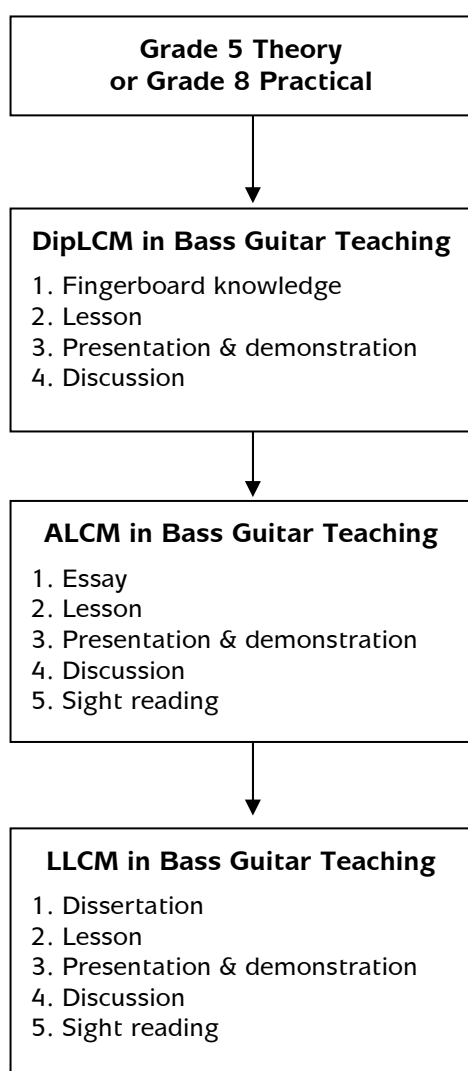 Grade 5 Theory
or Grade 8 Practical
DipLCM in Bass Guitar Teaching
1. Fingerboard knowledge
2. Lesson
3. Presentation & demonstration
4. Discussion
ALCM in Bass Guitar Teaching
1. Essay
2. Lesson
3. Presentation & demonstration
4. Discussion
5. Sight reading
LLCM in Bass Guitar Teaching
1. Dissertation
2. Lesson
3. Presentation & demonstration
4. Discussion
5. Sight reading